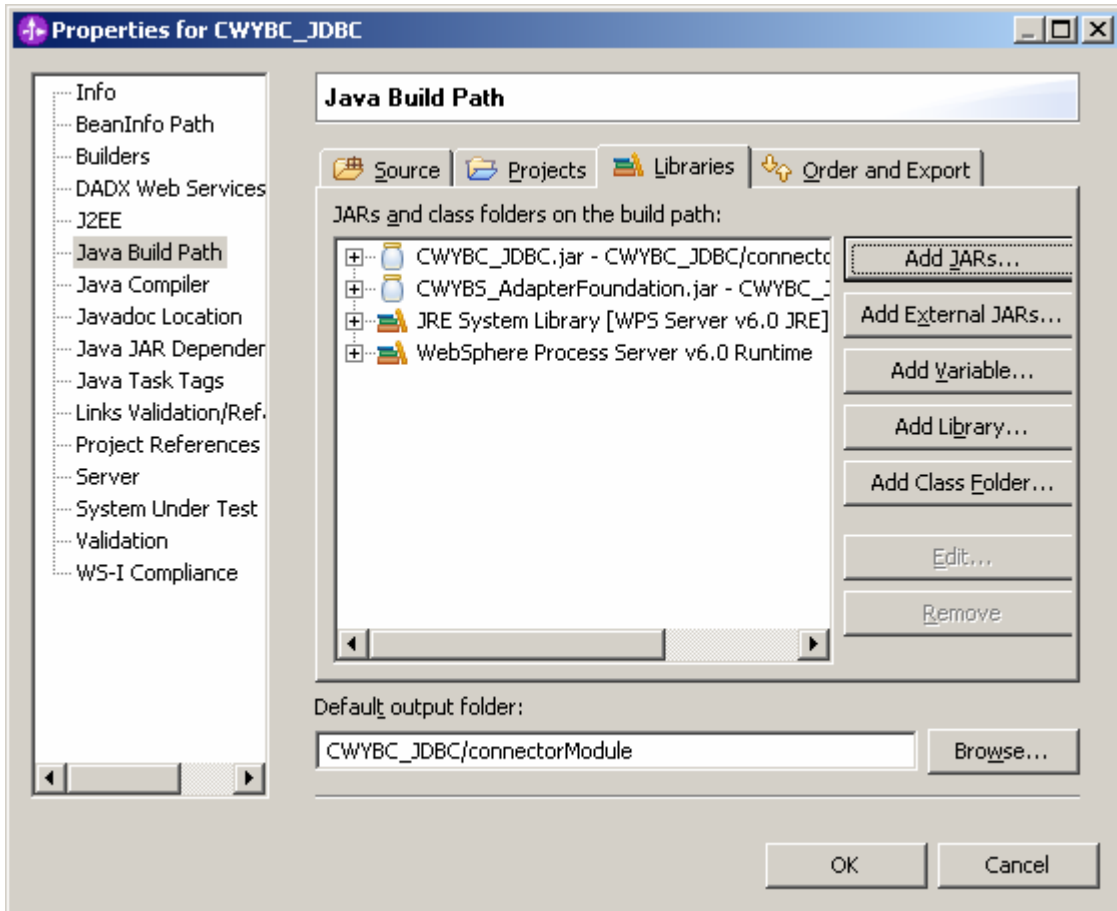 Properties for CWYBC_JDBC
Info
BeanInfo Path
Builders
DADX Web Services
J2EE
Java Build Path
Java Compiler
Javadoc Location
Java JAR Depender
Java Task Tags
Links Validation/Ref
Project References
Server
System Under Test
Validation
WS-I Compliance
Java Build Path
Source Projects Libraries Order and Export
JARs and class folders on the build path:
CWYBC_JDBC.jar - CWYBC_JDBC/connecto
CWYBS_AdapterFoundation.jar - CWYBC_J
JRE System Library [WPS Server v6.0 JRE]
WebSphere Process Server v6.0 Runtime
Add JARs...
Add External JARs...
Add Variable...
Add Library...
Add Class Folder...
Edit...
Remove
Default output folder:
CWYBC_JDBC/connectorModule
Browse...
OK Cancel